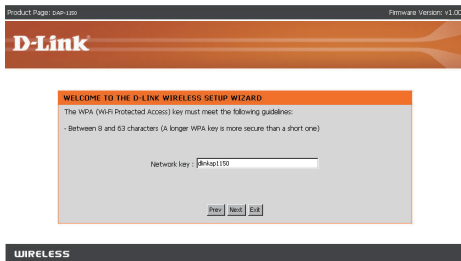 Product Page: DAP-1150 Firmware Version: v1.00
D-Link
WELCOME TO THE D-LINK WIRELESS SETUP WIZARD
The WPA (Wi-Fi Protected Access) key must meet the following guidelines:
- Between 8 and 63 characters (A longer WPA key is more secure than a short one)
Network key : dlinkap1150
Prev Next Exit
WIRELESS